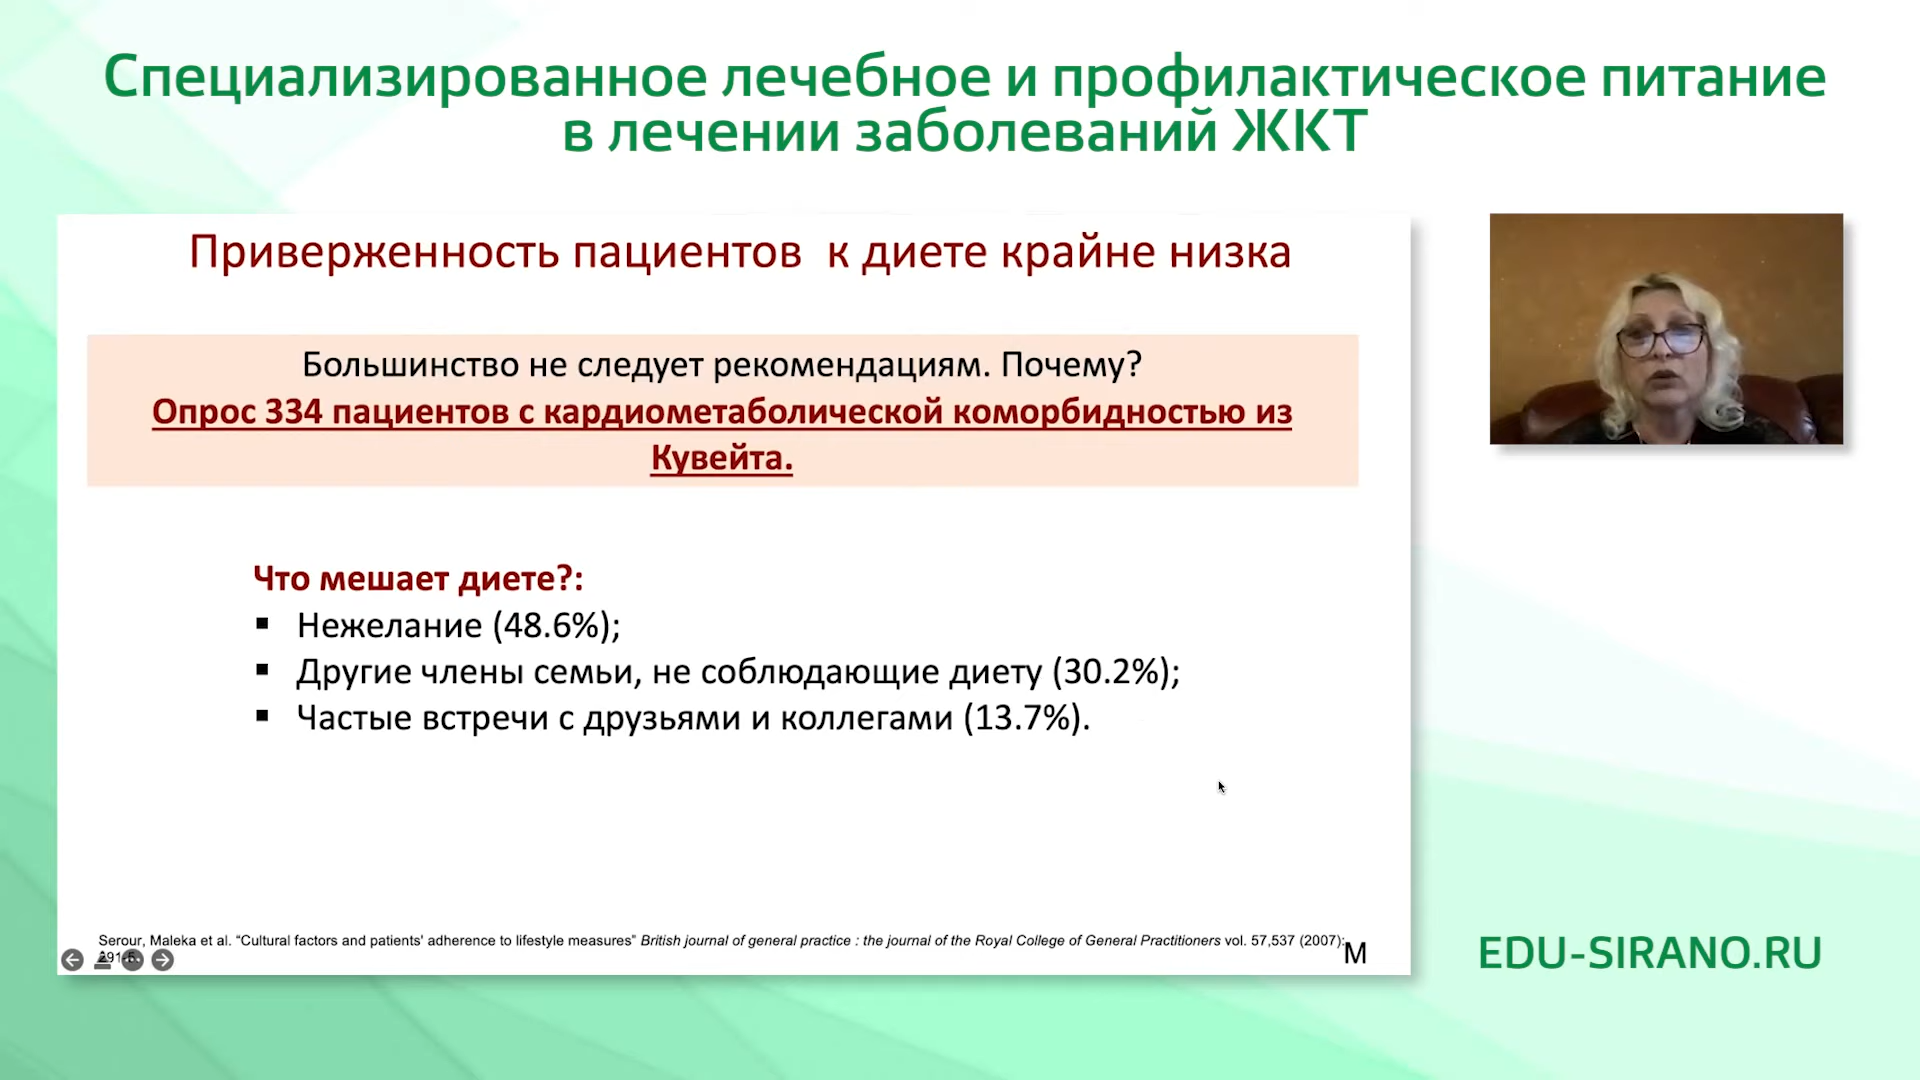 Специализированное лечебное и профилактическое питание
в лечении заболеваний ЖКТ
Приверженность пациентов к диете крайне низка
Большинство не следует рекомендациям. Почему?
Опрос 334 пациентов с кардиометаболической коморбидностью из
Кувейта.
Что мешает диете?:
▪ Нежелание (48.6%);
▪ Другие члены семьи, не соблюдающие диету (30.2%);
▪ Частые встречи с друзьями и коллегами (13.7%).
Serour, Maleka et al. “Cultural factors and patients' adherence to lifestyle measures” British journal of general practice : the journal of the Royal College of General Practitioners vol. 57,537 (2007):
M
EDU-SIRANO.RU